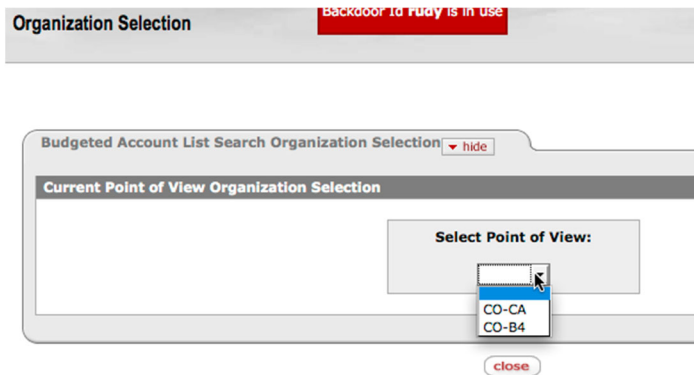 Organization Selection
Backdoor Id rudy is in use
Budgeted Account List Search Organization Selection
hide
Current Point of View Organization Selection
Select Point of View:
CO-CA
CO-B4
close